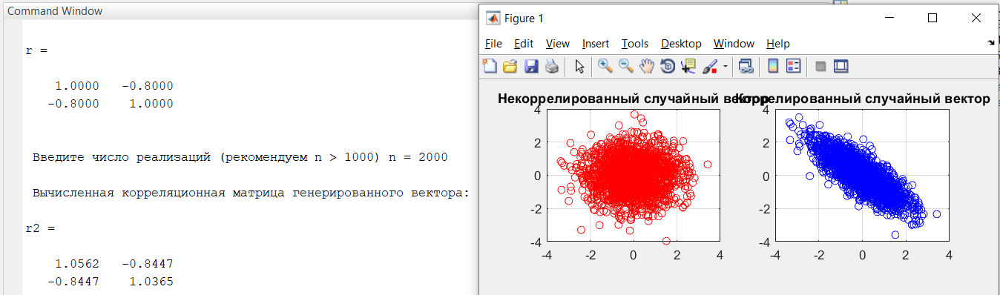 Command Window
r =
1.0000 -0.8000
-0.8000 1.0000
Введите число реализаций (рекомендуем n > 1000) n = 2000
Вычисленная корреляционная матрица генерированного вектора:
r2 =
1.0562 -0.8447
-0.8447 1.0365
Figure 1
File Edit View Insert Tools Desktop Window Help
Некоррелированный случайный вектор
4
2
0
-2
-4
-4 -2 0 2 4
Коррелированный случайный вектор
4
2
0
-2
-4
-4 -2 0 2 4